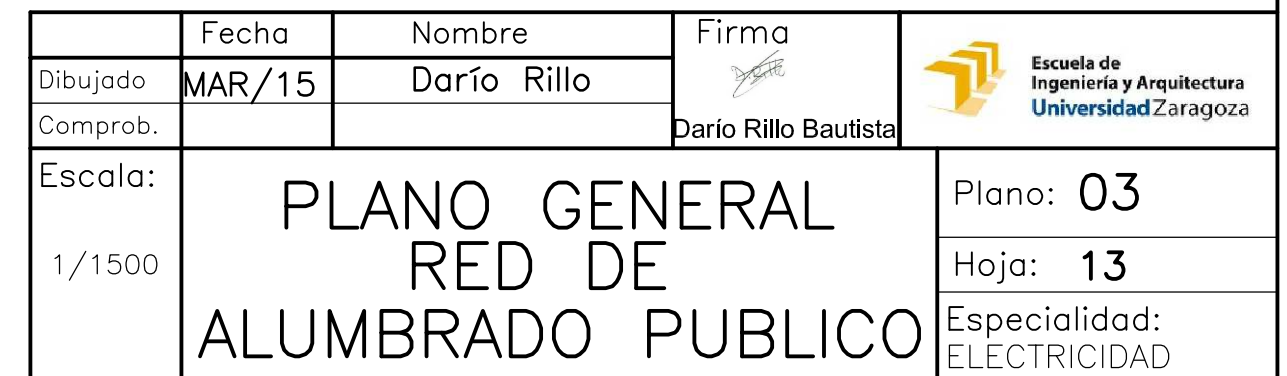 Fecha Nombre Firma
Dibujado MAR/15 Darío Rillo
Comprob.
Darío Rillo Bautista
Escuela de
Ingeniería y Arquitectura
Universidad Zaragoza
Escala:
1/1500
PLANO GENERAL
RED DE
ALUMBRADO PUBLICO
Plano: 03
Hoja: 13
Especialidad:
ELECTRICIDAD